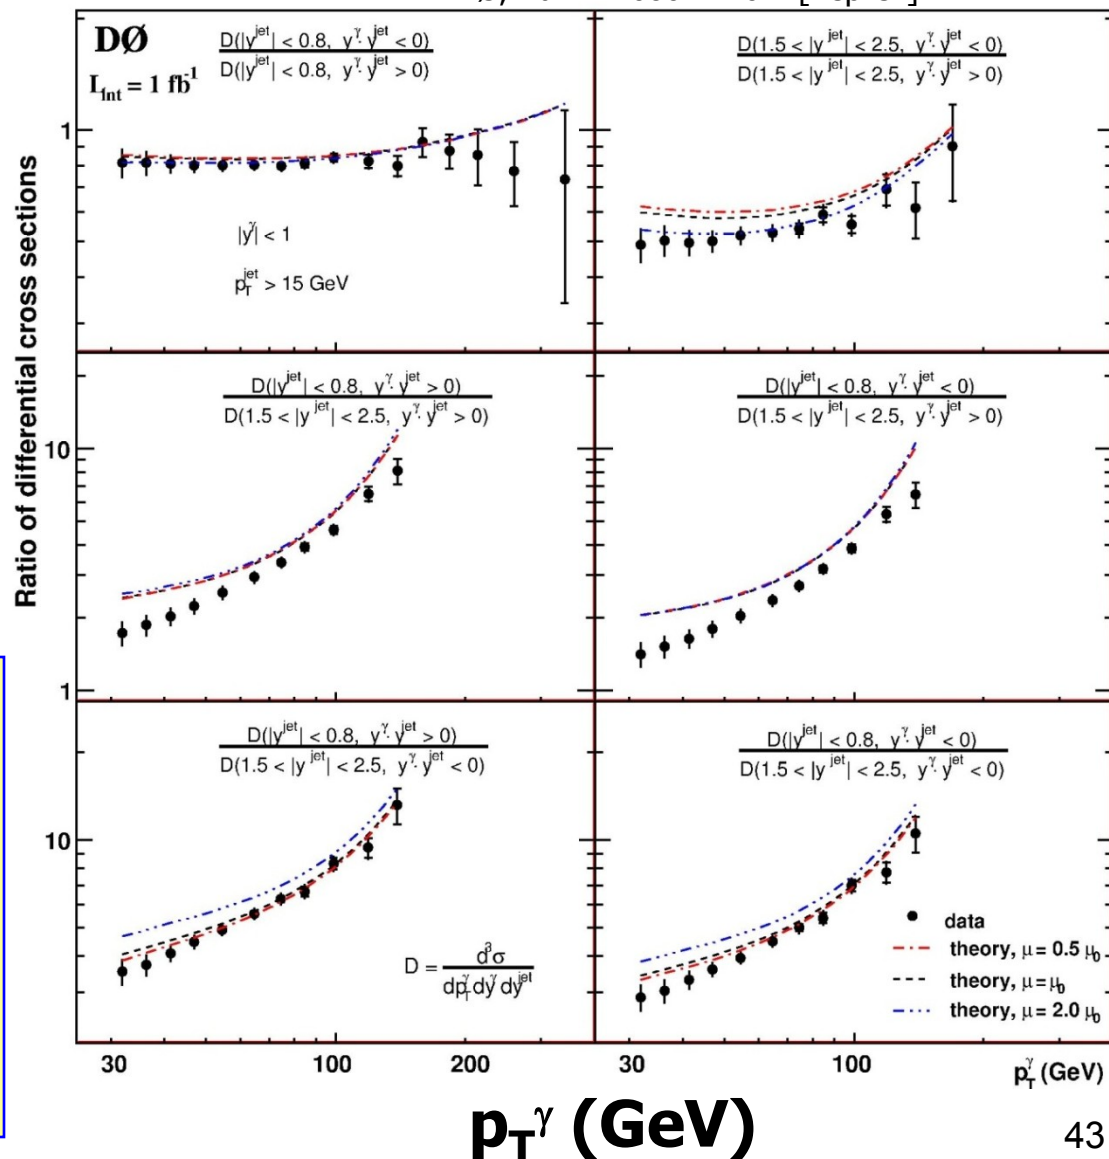 DØ
L_int = 1 fb⁻¹
D(|y^jet| < 0.8, y^γ· y^jet < 0)
D(|y^jet| < 0.8, y^γ· y^jet > 0)
1
|y^γ| < 1
p_T^jet > 15 GeV
D(1.5 < |y^jet| < 2.5, y^γ· y^jet < 0)
D(1.5 < |y^jet| < 2.5, y^γ· y^jet > 0)
Ratio of differential cross sections
D(|y^jet| < 0.8, y^γ· y^jet > 0)
D(1.5 < |y^jet| < 2.5, y^γ· y^jet > 0)
10
1
D(|y^jet| < 0.8, y^γ· y^jet < 0)
D(1.5 < |y^jet| < 2.5, y^γ· y^jet > 0)
D(|y^jet| < 0.8, y^γ· y^jet > 0)
D(1.5 < |y^jet| < 2.5, y^γ· y^jet < 0)
10
D = d³σ
dp_T^γ dy^γ dy^jet
D(|y^jet| < 0.8, y^γ· y^jet < 0)
D(1.5 < |y^jet| < 2.5, y^γ· y^jet < 0)
data
theory, μ = 0.5 μ₀
theory, μ = μ₀
theory, μ = 2.0 μ₀
30 100 200 30 100 p_T^γ (GeV)
p_T^γ (GeV)
43